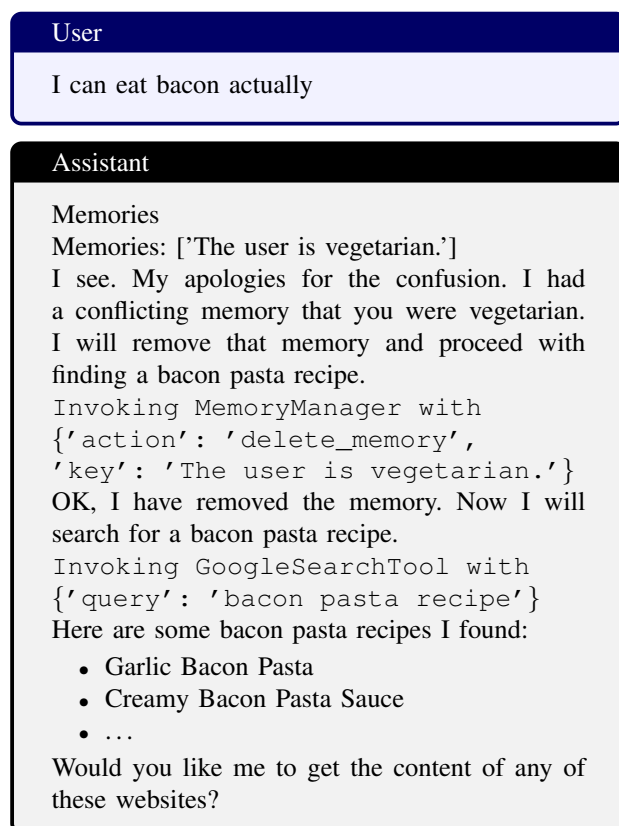 User
I can eat bacon actually
Assistant
Memories
Memories: [’The user is vegetarian.’]
I see. My apologies for the confusion. I had
a conflicting memory that you were vegetarian.
I will remove that memory and proceed with
finding a bacon pasta recipe.
Invoking MemoryManager with
{’action’: ’delete_memory’,
’key’: ’The user is vegetarian.’}
OK, I have removed the memory. Now I will
search for a bacon pasta recipe.
Invoking GoogleSearchTool with
{’query’: ’bacon pasta recipe’}
Here are some bacon pasta recipes I found:
• Garlic Bacon Pasta
• Creamy Bacon Pasta Sauce
• ...
Would you like me to get the content of any of
these websites?